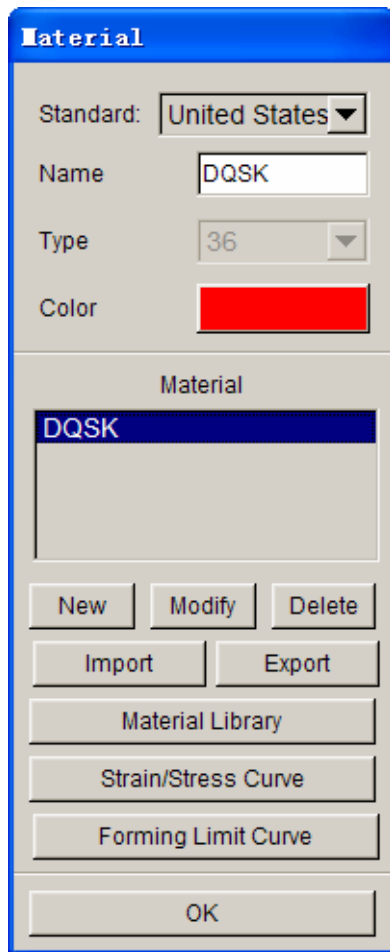 Material
Standard: United States
Name DQSK
Type 36
Color
Material
DQSK
New Modify Delete
Import Export
Material Library
Strain/Stress Curve
Forming Limit Curve
OK